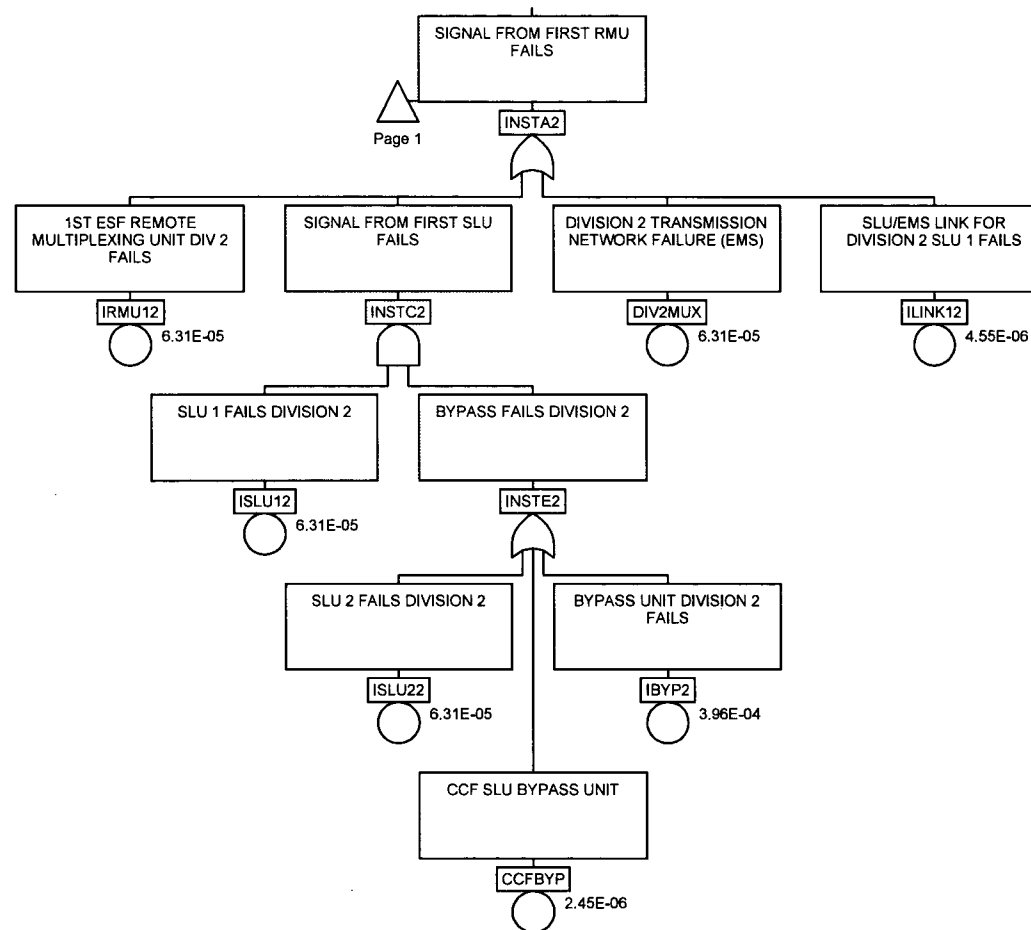 SIGNAL FROM FIRST RMU
FAILS
Page 1
INSTA2
1ST ESF REMOTE
MULTIPLEXING UNIT DIV 2
FAILS
IRMU12
6.31E-05
SIGNAL FROM FIRST SLU
FAILS
INSTC2
DIVISION 2 TRANSMISSION
NETWORK FAILURE (EMS)
DIV2MUX
6.31E-05
SLU/EMS LINK FOR
DIVISION 2 SLU 1 FAILS
ILINK12
4.55E-06
SLU 1 FAILS DIVISION 2
ISLU12
6.31E-05
BYPASS FAILS DIVISION 2
INSTE2
SLU 2 FAILS DIVISION 2
ISLU22
6.31E-05
BYPASS UNIT DIVISION 2
FAILS
IBYP2
3.96E-04
CCF SLU BYPASS UNIT
CCFBYP
2.45E-06